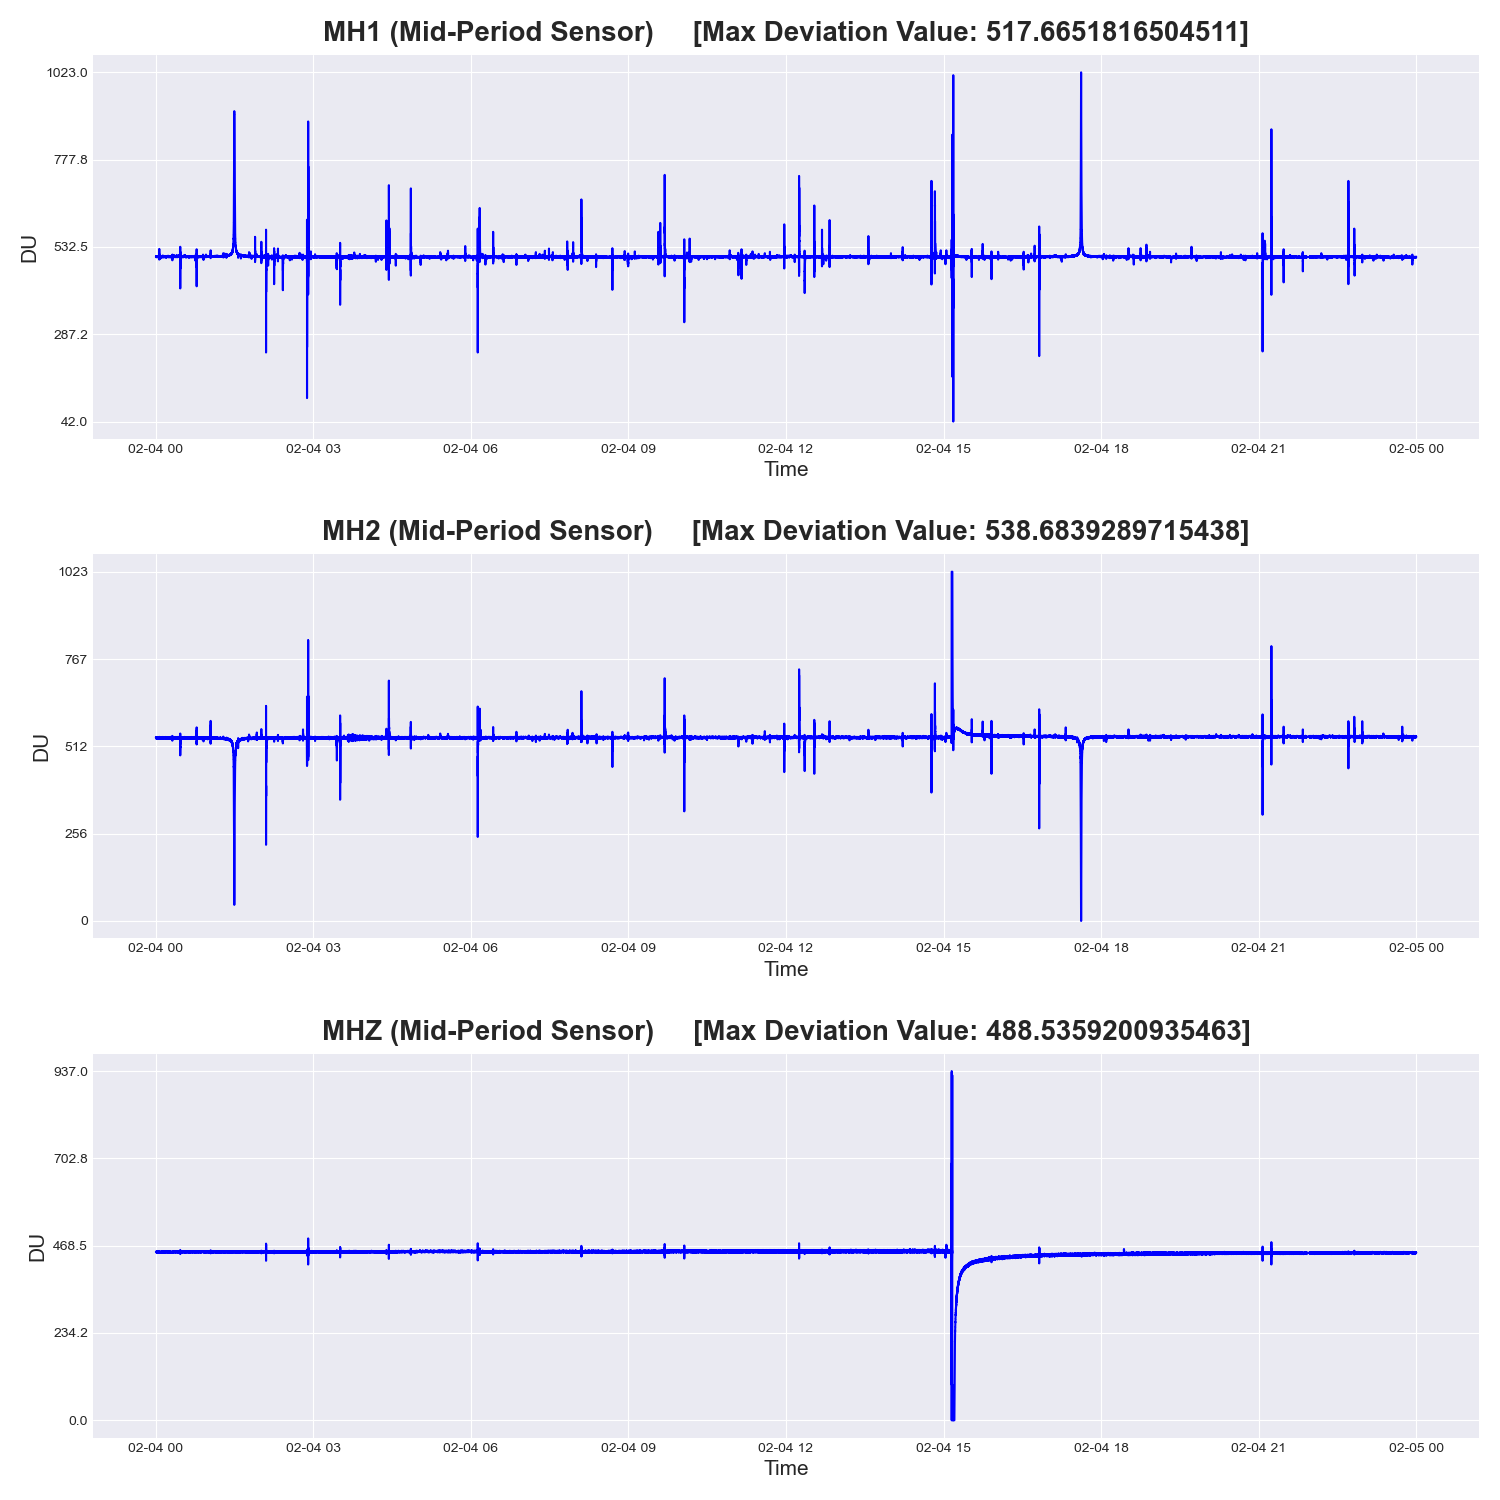 MH1 (Mid-Period Sensor) [Max Deviation Value: 517.6651816504511]
1023.0
777.8
532.5
287.2
42.0
DU
02-04 00 02-04 03 02-04 06 02-04 09 02-04 12 02-04 15 02-04 18 02-04 21 02-05 00
Time
MH2 (Mid-Period Sensor) [Max Deviation Value: 538.6839289715438]
1023
767
512
256
0
DU
02-04 00 02-04 03 02-04 06 02-04 09 02-04 12 02-04 15 02-04 18 02-04 21 02-05 00
Time
MHZ (Mid-Period Sensor) [Max Deviation Value: 488.5359200935463]
937.0
702.8
468.5
234.2
0.0
DU
02-04 00 02-04 03 02-04 06 02-04 09 02-04 12 02-04 15 02-04 18 02-04 21 02-05 00
Time